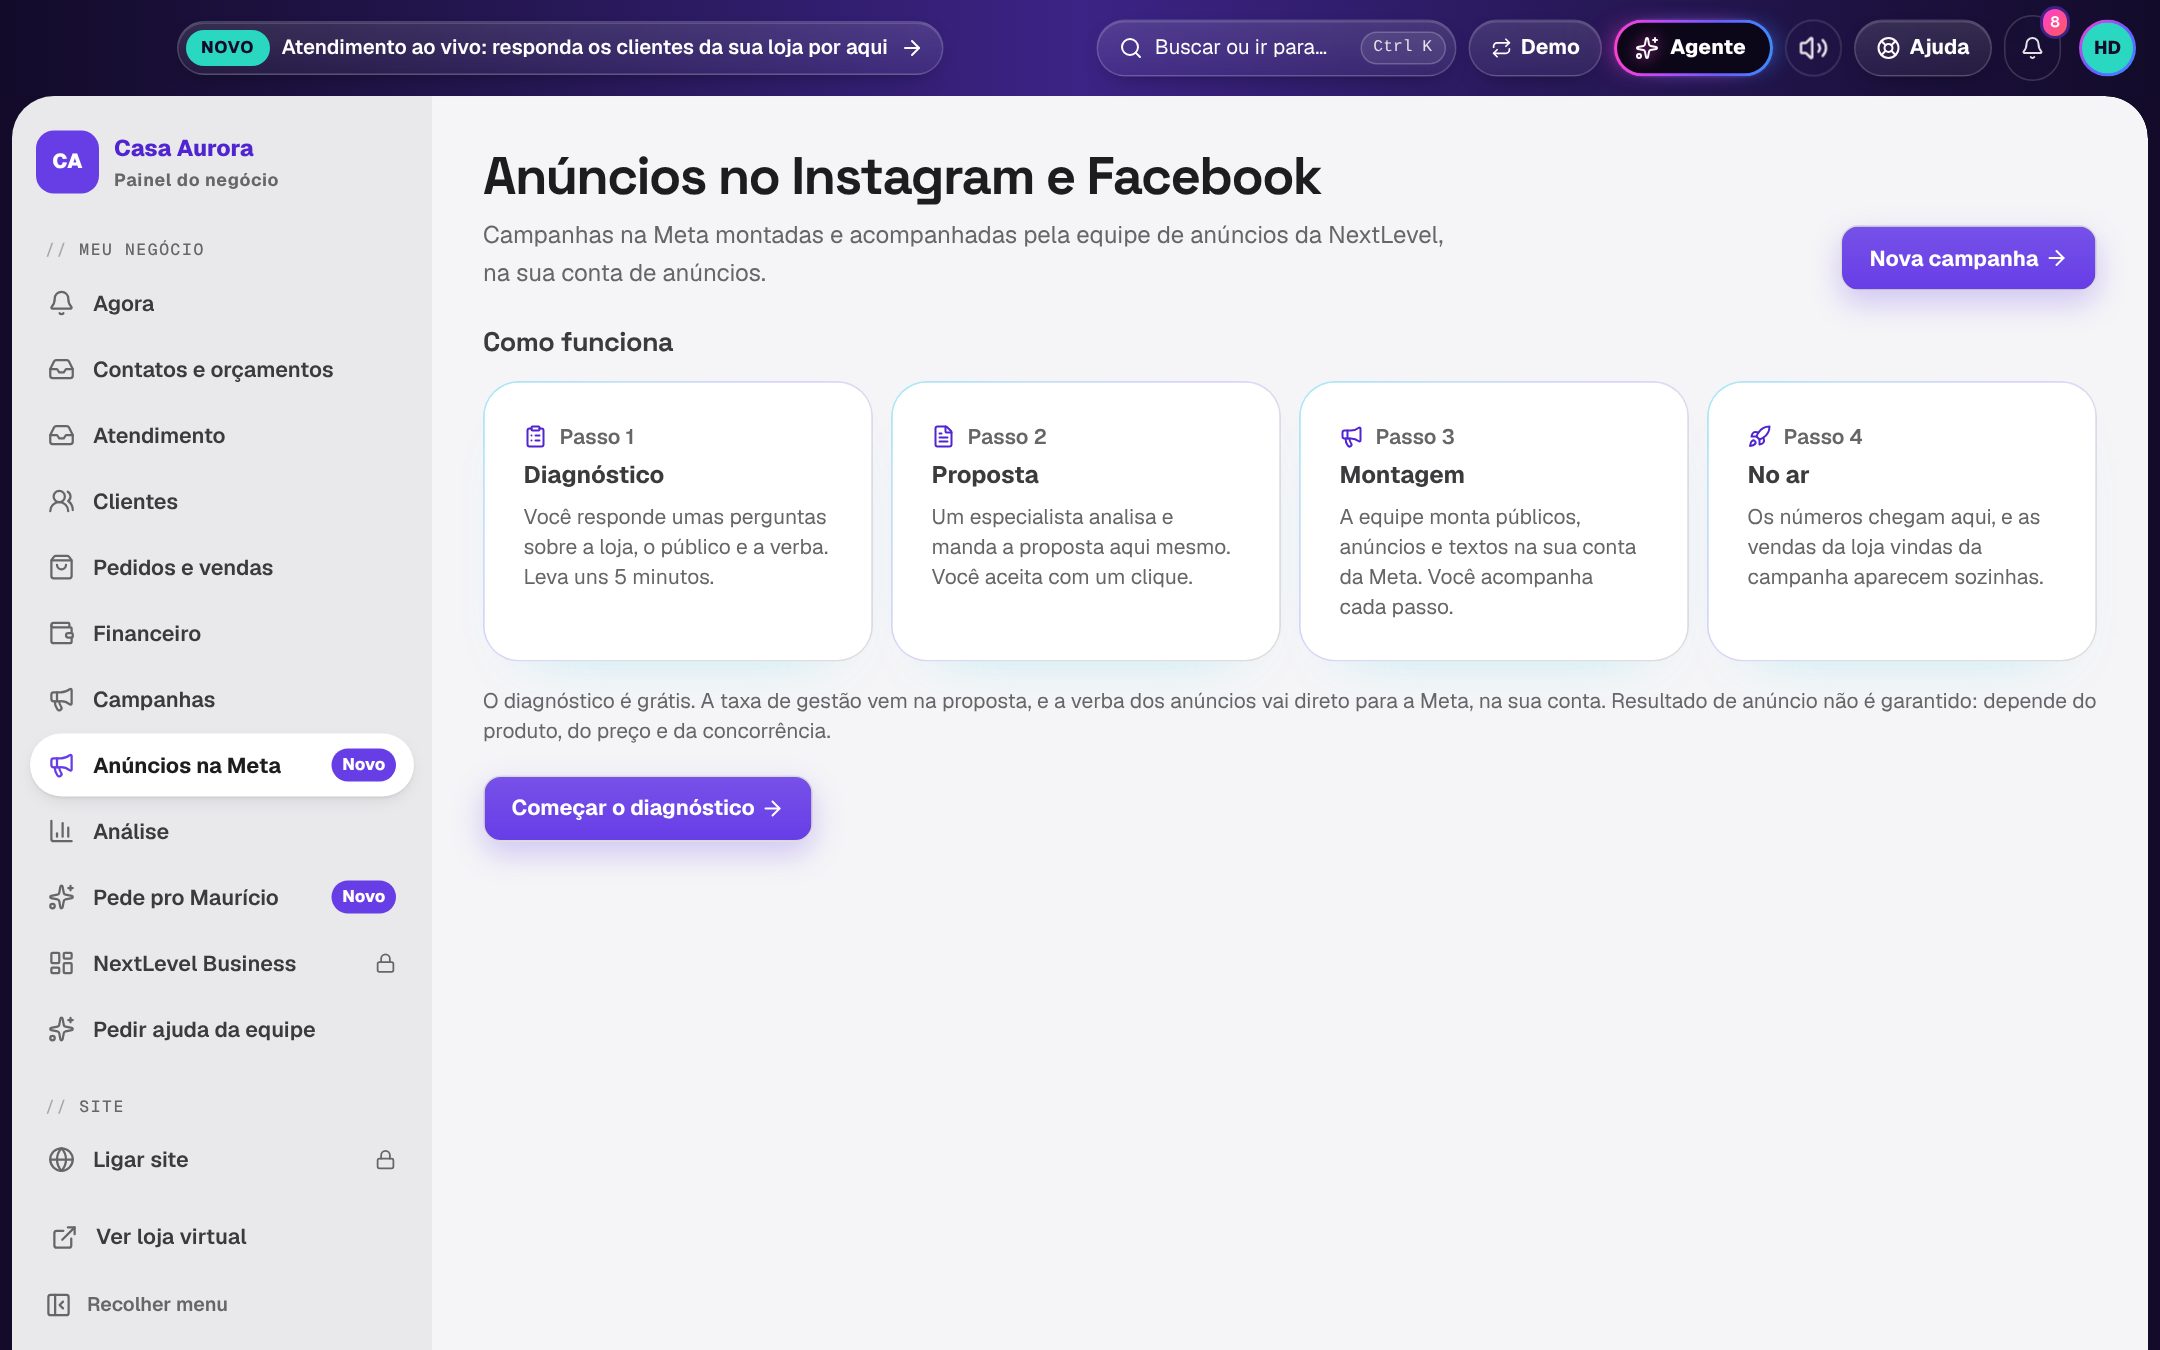 NOVO Atendimento ao vivo: responda os clientes da sua loja por aqui →
Buscar ou ir para... Ctrl K
Demo
Agente
Ajuda
8
HD
CA
Casa Aurora
Painel do negócio
// MEU NEGÓCIO
Agora
Contatos e orçamentos
Atendimento
Clientes
Pedidos e vendas
Financeiro
Campanhas
Anúncios na Meta Novo
Análise
Pede pro Maurício Novo
NextLevel Business
Pedir ajuda da equipe
// SITE
Ligar site
Ver loja virtual
Recolher menu
Anúncios no Instagram e Facebook
Campanhas na Meta montadas e acompanhadas pela equipe de anúncios da NextLevel,
na sua conta de anúncios.
Nova campanha →
Como funciona
Passo 1
Diagnóstico
Você responde umas perguntas
sobre a loja, o público e a verba.
Leva uns 5 minutos.
Passo 2
Proposta
Um especialista analisa e
manda a proposta aqui mesmo.
Você aceita com um clique.
Passo 3
Montagem
A equipe monta públicos,
anúncios e textos na sua conta
da Meta. Você acompanha
cada passo.
Passo 4
No ar
Os números chegam aqui, e as
vendas da loja vindas da
campanha aparecem sozinhas.
O diagnóstico é grátis. A taxa de gestão vem na proposta, e a verba dos anúncios vai direto para a Meta, na sua conta. Resultado de anúncio não é garantido: depende do
produto, do preço e da concorrência.
Começar o diagnóstico →